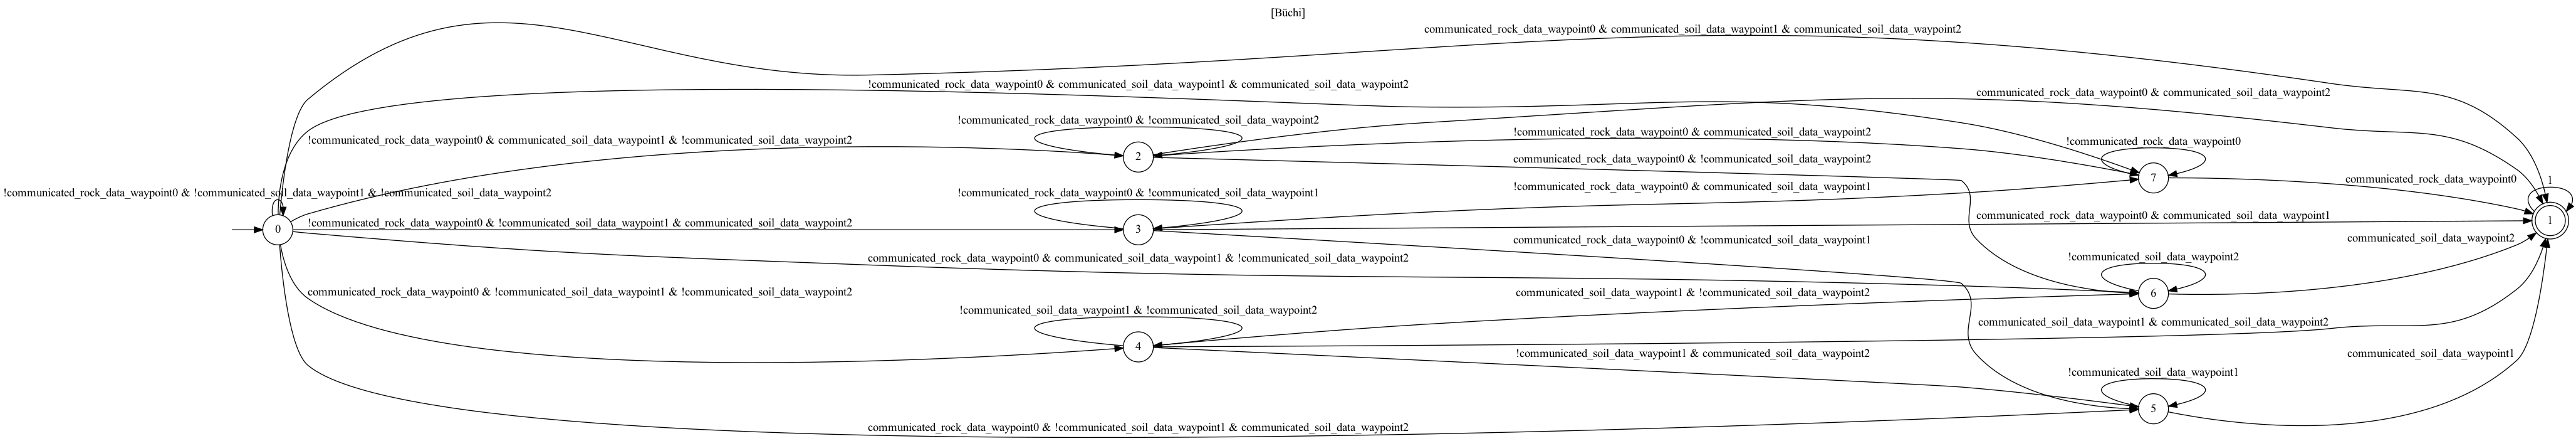 [Büchi]
communicated_rock_data_waypoint0 & communicated_soil_data_waypoint1 & communicated_soil_data_waypoint2
!communicated_rock_data_waypoint0 & communicated_soil_data_waypoint1 & communicated_soil_data_waypoint2
communicated_rock_data_waypoint0 & communicated_soil_data_waypoint2
!communicated_rock_data_waypoint0 & !communicated_soil_data_waypoint2
!communicated_rock_data_waypoint0 & communicated_soil_data_waypoint2
!communicated_rock_data_waypoint0 & communicated_soil_data_waypoint1 & !communicated_soil_data_waypoint2
!communicated_rock_data_waypoint0
2
communicated_rock_data_waypoint0 & !communicated_soil_data_waypoint2
7
communicated_rock_data_waypoint0
1
!communicated_rock_data_waypoint0 & communicated_soil_data_waypoint1
!communicated_rock_data_waypoint0 & !communicated_soil_data_waypoint1 & !communicated_soil_data_waypoint2
!communicated_rock_data_waypoint0 & !communicated_soil_data_waypoint1
communicated_rock_data_waypoint0 & communicated_soil_data_waypoint1
1
!communicated_rock_data_waypoint0 & !communicated_soil_data_waypoint1 & communicated_soil_data_waypoint2
0
3
communicated_rock_data_waypoint0 & !communicated_soil_data_waypoint1
communicated_soil_data_waypoint2
communicated_rock_data_waypoint0 & communicated_soil_data_waypoint1 & !communicated_soil_data_waypoint2
!communicated_soil_data_waypoint2
communicated_rock_data_waypoint0 & !communicated_soil_data_waypoint1 & !communicated_soil_data_waypoint2
communicated_soil_data_waypoint1 & !communicated_soil_data_waypoint2
6
!communicated_soil_data_waypoint1 & !communicated_soil_data_waypoint2
communicated_soil_data_waypoint1 & communicated_soil_data_waypoint2
4
!communicated_soil_data_waypoint1 & communicated_soil_data_waypoint2
communicated_soil_data_waypoint1
!communicated_soil_data_waypoint1
5
communicated_rock_data_waypoint0 & !communicated_soil_data_waypoint1 & communicated_soil_data_waypoint2